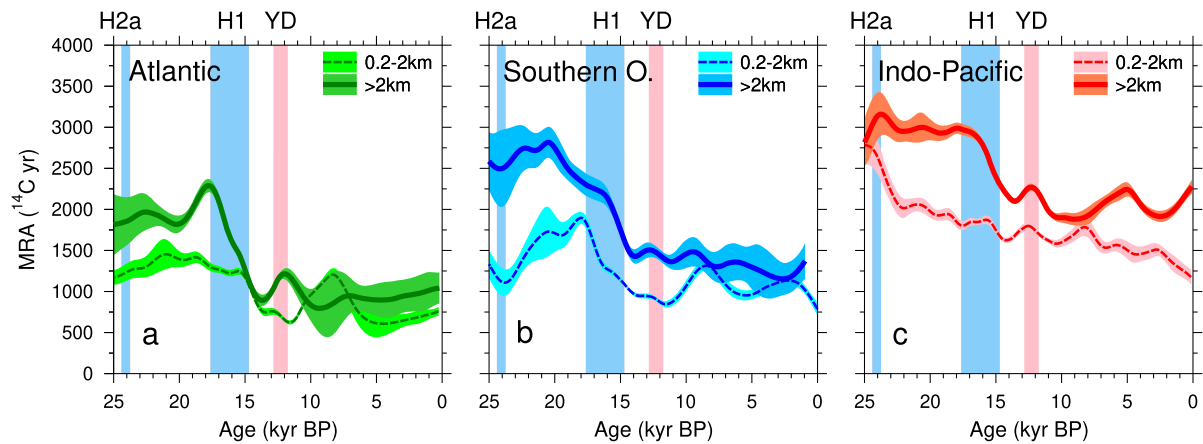 H2a H1 YD H2a H1 YD H2a H1 YD
4000
3500
3000
2500
2000
1500
1000
500
0
MRA (¹⁴C yr)
Atlantic
0.2-2km
>2km
a
25 20 15 10 5 0
Age (kyr BP)
Southern O.
0.2-2km
>2km
b
25 20 15 10 5 0
Age (kyr BP)
Indo-Pacific
0.2-2km
>2km
c
25 20 15 10 5 0
Age (kyr BP)